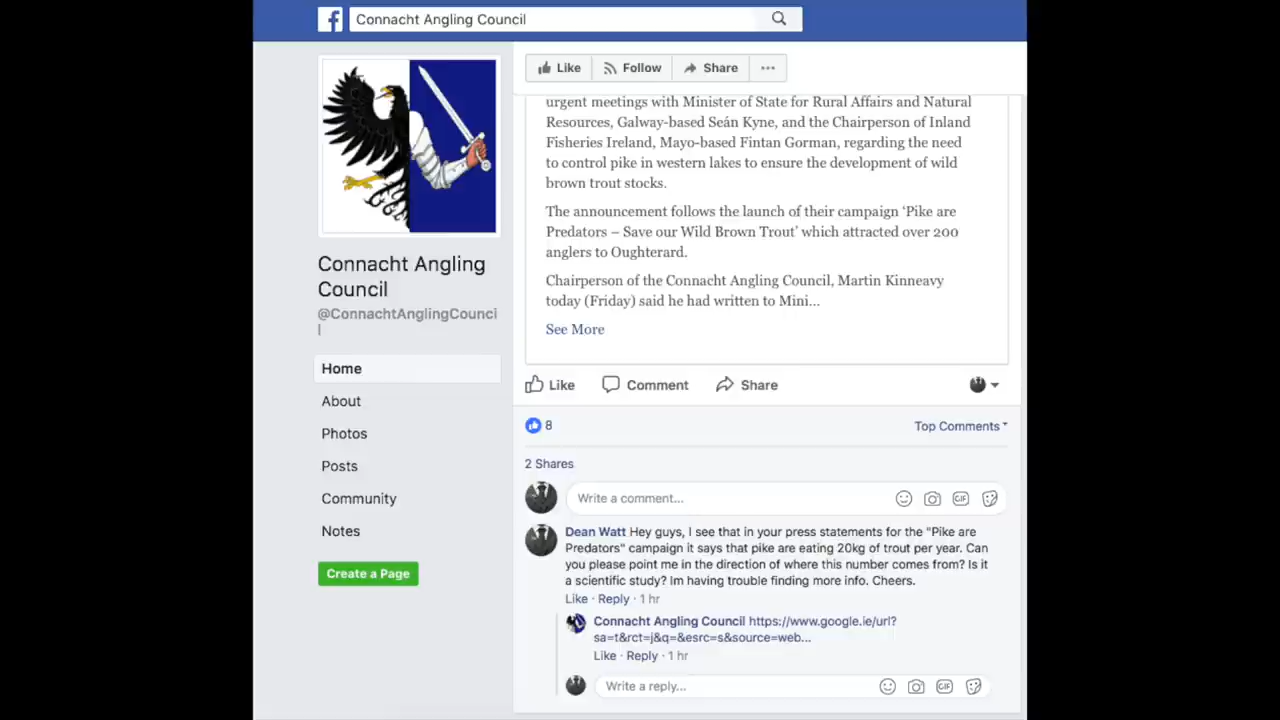 Connacht Angling Council
Like
Follow
Share
Connacht Angling
Council
@ConnachtAnglingCounci
l
Home
About
Photos
Posts
Community
Notes
Create a Page
urgent meetings with Minister of State for Rural Affairs and Natural
Resources, Galway-based Seán Kyne, and the Chairperson of Inland
Fisheries Ireland, Mayo-based Fintan Gorman, regarding the need
to control pike in western lakes to ensure the development of wild
brown trout stocks.
The announcement follows the launch of their campaign ‘Pike are
Predators – Save our Wild Brown Trout’ which attracted over 200
anglers to Oughterard.
Chairperson of the Connacht Angling Council, Martin Kinneavy
today (Friday) said he had written to Mini...
See More
Like
Comment
Share
8
Top Comments
2 Shares
Write a comment...
GIF
Dean Watt Hey guys, I see that in your press statements for the "Pike are
Predators" campaign it says that pike are eating 20kg of trout per year. Can
you please point me in the direction of where this number comes from? Is it
a scientific study? Im having trouble finding more info. Cheers.
Like · Reply · 1 hr
Connacht Angling Council https://www.google.ie/url?
sa=t&rct=j&q=&esrc=s&source=web...
Like · Reply · 1 hr
Write a reply...
GIF